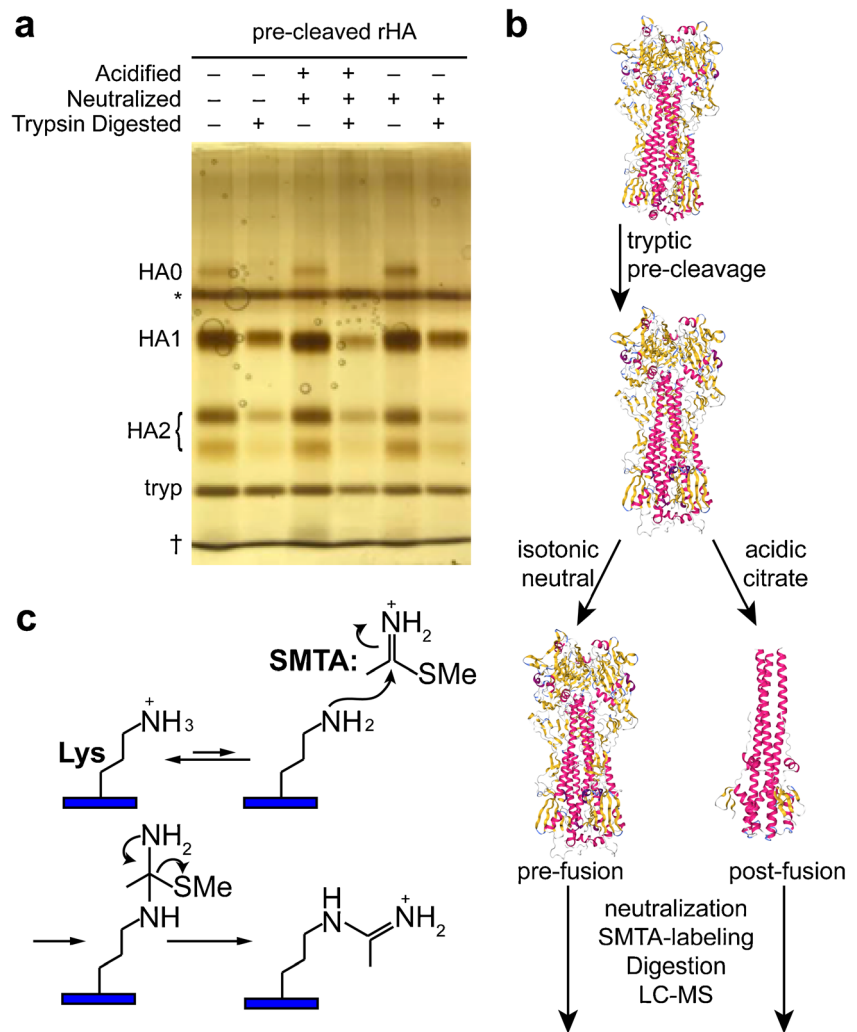 a
pre-cleaved rHA
Acidified – – + + – –
Neutralized – – + + + +
Trypsin Digested – + – + – +
HA0
*
HA1
HA2 {
tryp
†
b
tryptic
pre-cleavage
isotonic
neutral
acidic
citrate
pre-fusion
post-fusion
neutralization
SMTA-labeling
Digestion
LC-MS
c
SMTA:
+
NH2
SMe
Lys
+
NH3
NH2
NH2
SMe
NH
H
N
+
NH2